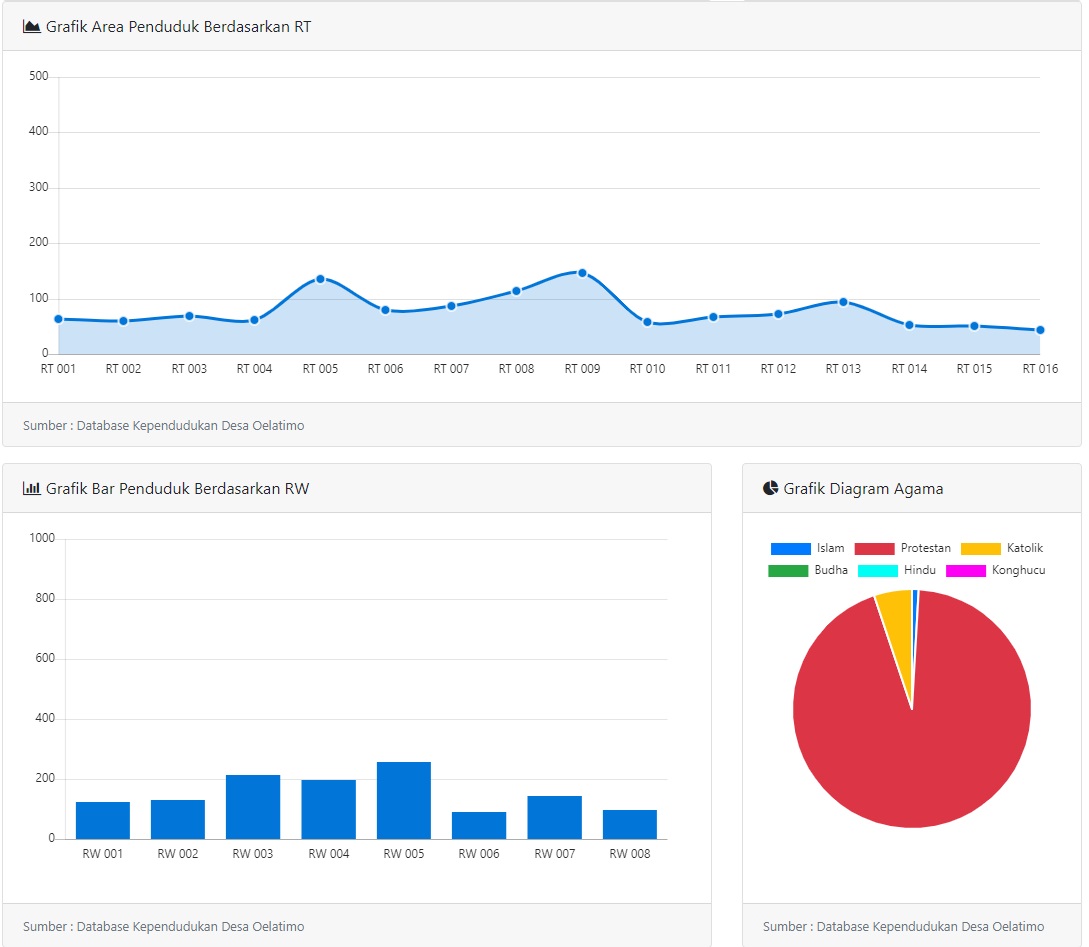 Grafik Area Penduduk Berdasarkan RT
500
400
300
200
100
0
RT 001 RT 002 RT 003 RT 004 RT 005 RT 006 RT 007 RT 008 RT 009 RT 010 RT 011 RT 012 RT 013 RT 014 RT 015 RT 016
Sumber : Database Kependudukan Desa Oelatimo
Grafik Bar Penduduk Berdasarkan RW
1000
800
600
400
200
0
RW 001 RW 002 RW 003 RW 004 RW 005 RW 006 RW 007 RW 008
Sumber : Database Kependudukan Desa Oelatimo
Grafik Diagram Agama
Islam Protestan Katolik
Budha Hindu Konghucu
Sumber : Database Kependudukan Desa Oelatimo